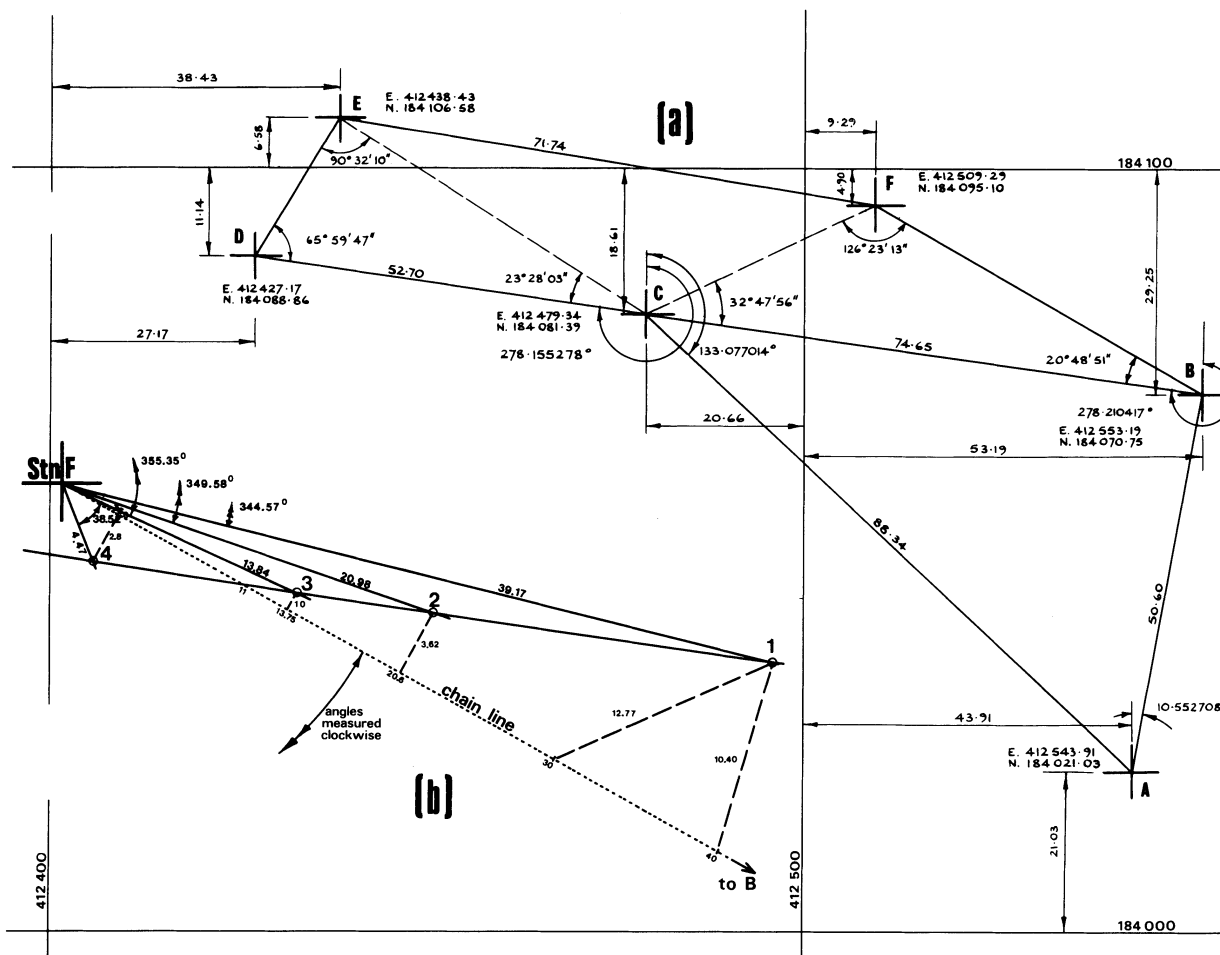 38·43
E
E. 412438·43
N. 184106·58
(a)
9·29
6·58
90°32'10"
71·74
184100
4·90
F
E. 412509·29
N. 184095·10
11·14
D
65°59'47"
18·61
126°23'13"
29·25
52·70
23°28'03"
C
32°47'56"
E. 412427·17
N. 184088·86
E. 412479·34
N. 184081·39
27·17
278·155278°
133·077014°
74·65
20°48'51"
B
20·66
278·210417°
E. 412553·19
N. 184070·75
53·19
Stn F
355.35°
349.58°
344.57°
2.8
4.47
4
13.84
20.98
39.17
86·34
50·60
11
3
10
13.75
2
3.62
20.6
1
chain line
12.77
10.40
angles
measured
clockwise
30
43·91
10·552708
E. 412543·91
N. 184021·03
A
(b)
40
to B
21·03
412 400
412 500
184 000